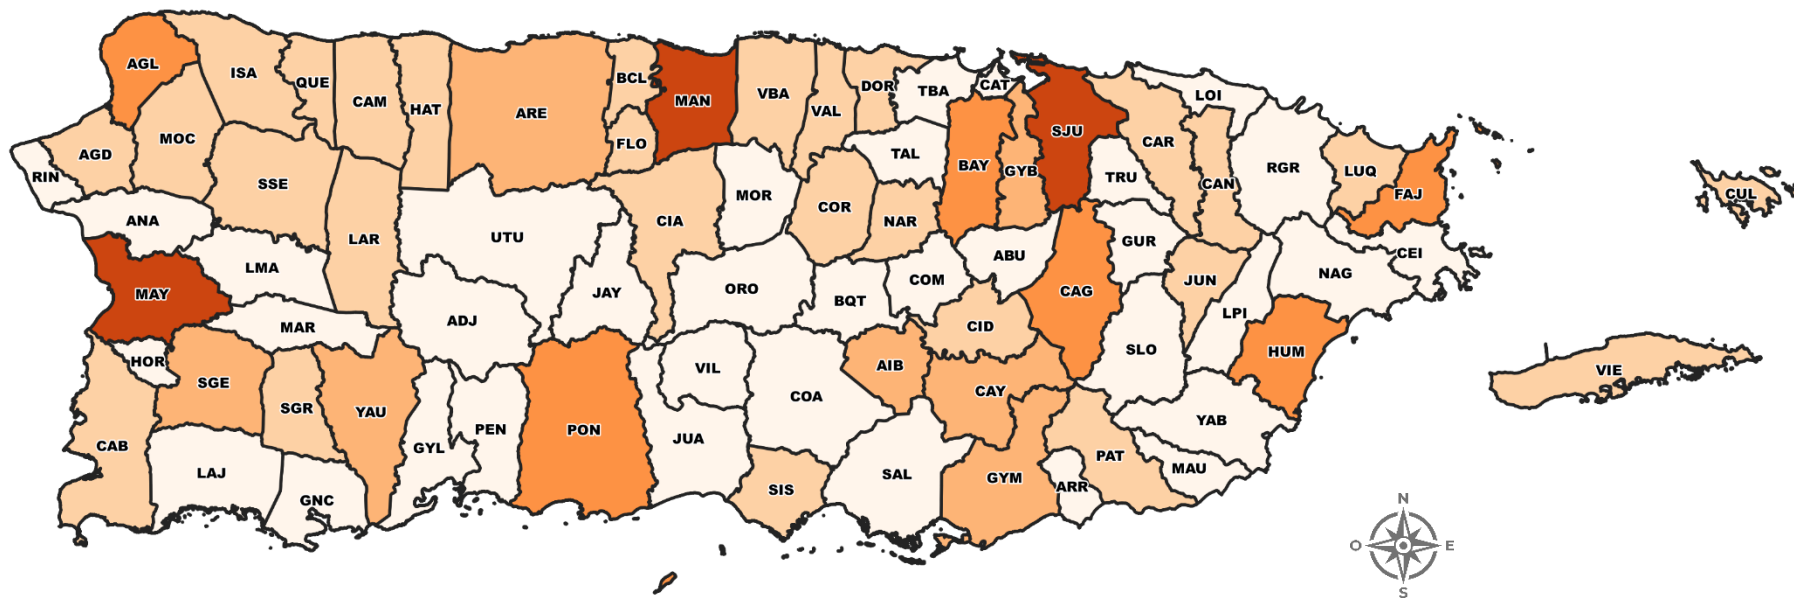 AGL
ISA
QUE
CAM
HAT
ARE
BCL
MAN
VBA
VAL
DOR
TBA
CAT
SJU
LOI
AGD
MOC
FLO
TAL
BAY
GYB
TRU
CAR
CAN
RGR
LUQ
FAJ
CUL
RIN
SSE
ANA
LAR
UTU
CIA
MOR
COR
NAR
ABU
GUR
CEI
LMA
MAY
MAR
ADJ
JAY
ORO
BQT
COM
CID
CAG
JUN
LPI
NAG
HOR
SGE
SGR
YAU
GYL
PEN
PON
VIL
COA
AIB
CAY
SLO
HUM
VIE
CAB
LAJ
GNC
JUA
SIS
SAL
GYM
ARR
PAT
MAU
YAB
N
O
E
S